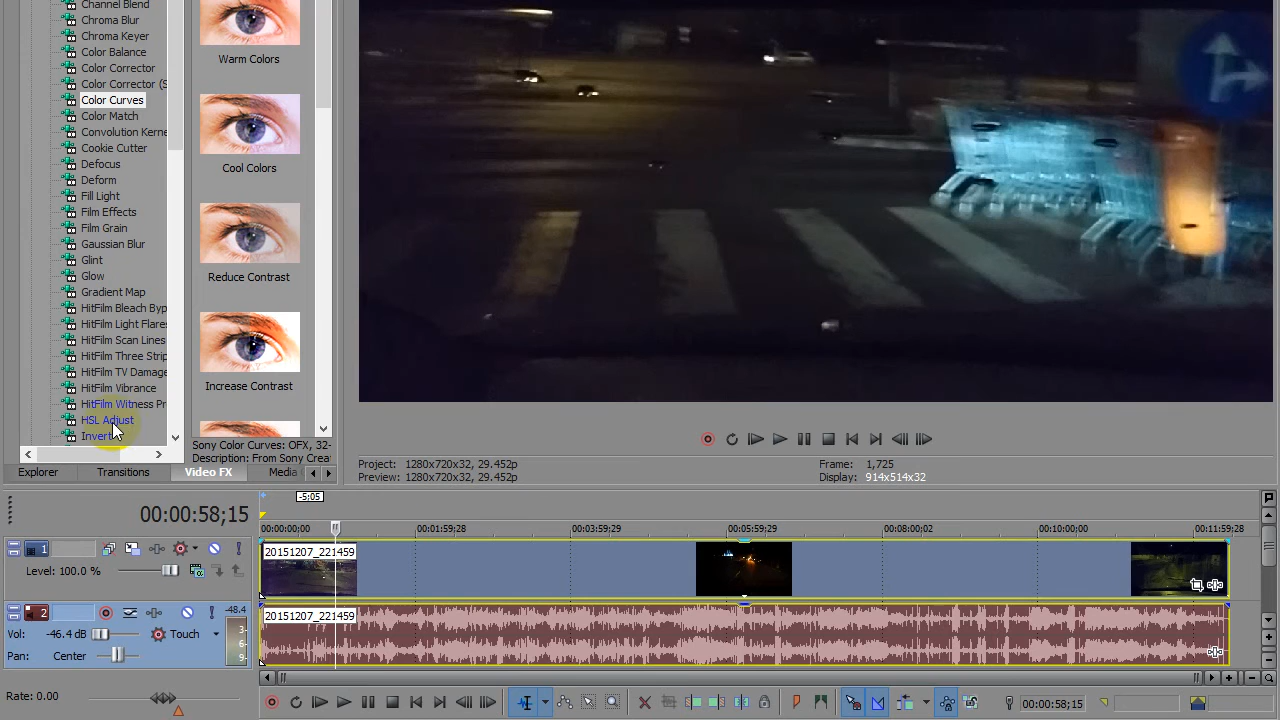 Channel Blend
Chroma Blur
Chroma Keyer
Color Balance
Color Corrector
Color Corrector (S
Color Curves
Color Match
Convolution Kerne
Cookie Cutter
Defocus
Deform
Fill Light
Film Effects
Film Grain
Gaussian Blur
Glint
Glow
Gradient Map
HitFilm Bleach Byp
HitFilm Light Flares
HitFilm Scan Lines
HitFilm Three Strip
HitFilm TV Damage
HitFilm Vibrance
HitFilm Witness Pr
HSL Adjust
Invert
Warm Colors
Cool Colors
Reduce Contrast
Increase Contrast
Sony Color Curves: OFX, 32-
Description: From Sony Crea
Explorer
Transitions
Video FX
Media
Project: 1280x720x32, 29.452p
Preview: 1280x720x32, 29.452p
Frame: 1,725
Display: 914x514x32
-5:05
00:00:58;15
00:00:00;00
00:01:59;28
00:03:59;29
00:05:59;29
00:08:00;02
00:10:00;00
00:11:59;28
1
Level: 100.0 %
20151207_221459
2
-48.4
Vol: -46.4 dB
Touch
3-
6-
9-
Pan: Center
20151207_221459
Rate: 0.00
00:00:58;15